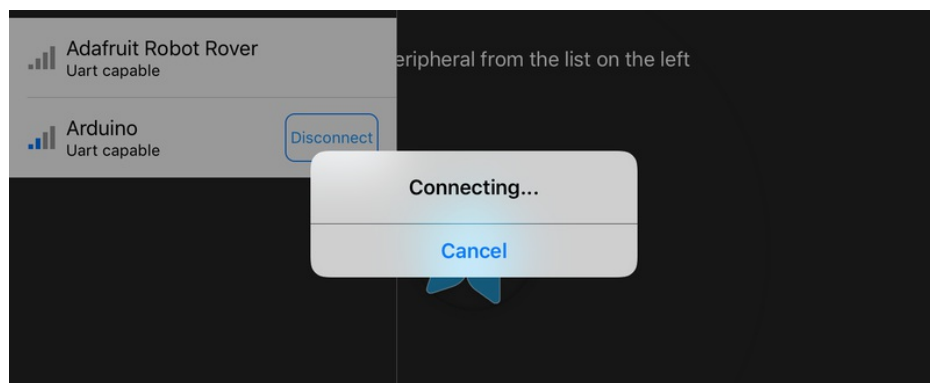 Adafruit Robot Rover
Uart capable
eripheral from the list on the left
Arduino
Uart capable
Disconnect
Connecting...
Cancel